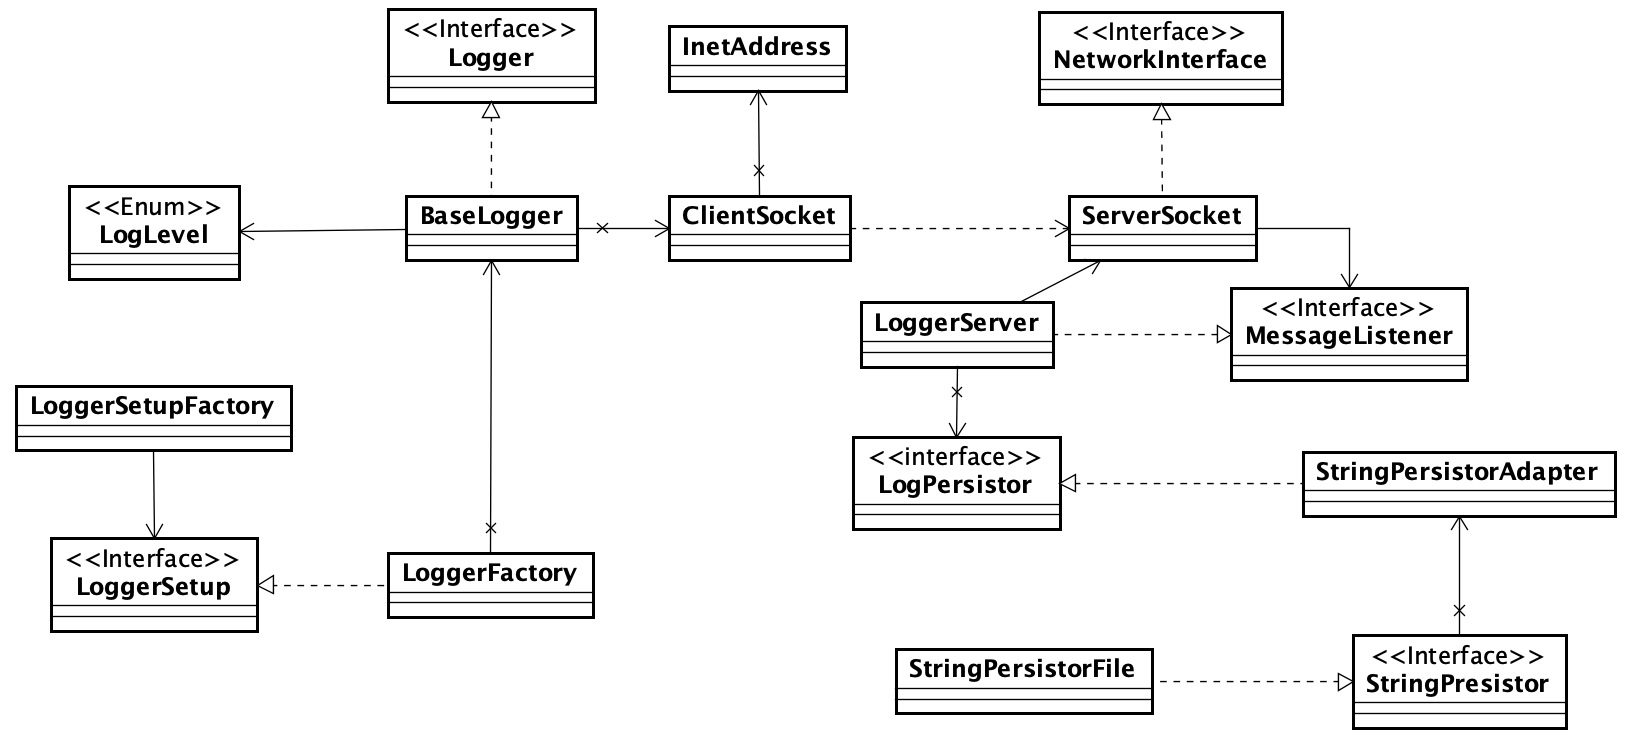 <<Interface>>
Logger
InetAddress
<<Interface>>
NetworkInterface
<<Enum>>
LogLevel
BaseLogger
ClientSocket
ServerSocket
LoggerServer
<<Interface>>
MessageListener
LoggerSetupFactory
<<interface>>
LogPersistor
StringPersistorAdapter
<<Interface>>
LoggerSetup
LoggerFactory
StringPersistorFile
<<Interface>>
StringPresistor